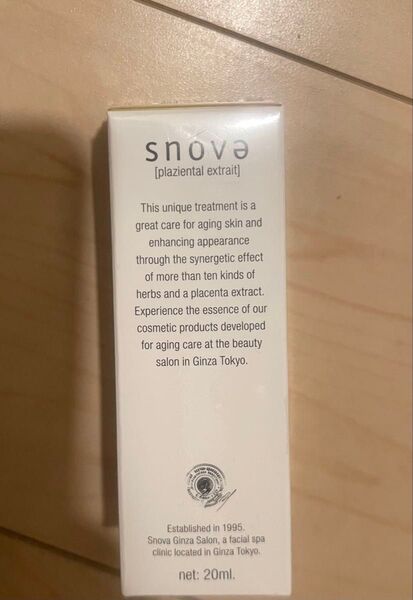 snova
[plaziental extrait]
This unique treatment is a
great care for aging skin and
enhancing appearance
through the synergetic effect
of more than ten kinds of
herbs and a placenta extract.
Experience the essence of our
cosmetic products developed
for aging care at the beauty
salon in Ginza Tokyo.
Established in 1995.
Snova Ginza Salon, a facial spa
clinic located in Ginza Tokyo.
net: 20ml.